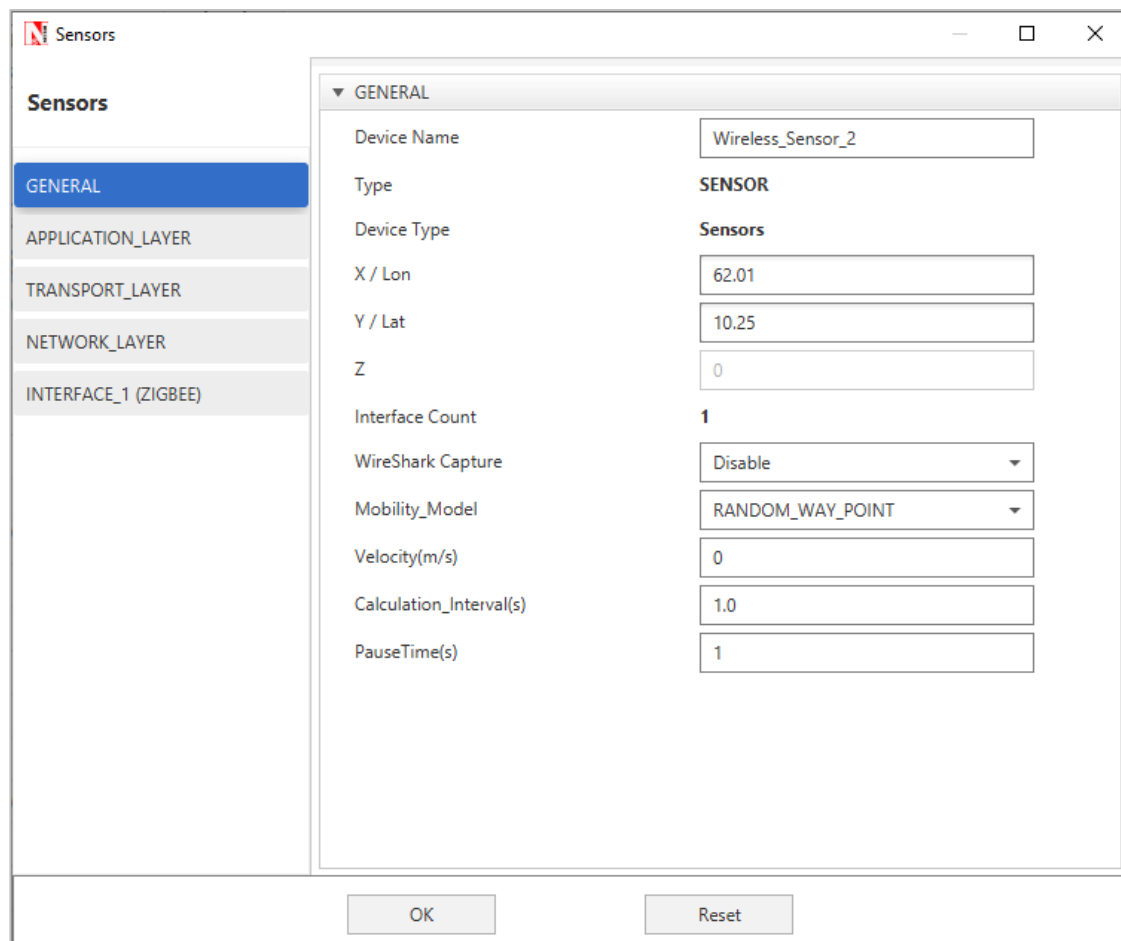 Sensors
Sensors
GENERAL
APPLICATION_LAYER
TRANSPORT_LAYER
NETWORK_LAYER
INTERFACE_1 (ZIGBEE)
GENERAL
Device Name Wireless_Sensor_2
Type SENSOR
Device Type Sensors
X / Lon 62.01
Y / Lat 10.25
Z 0
Interface Count 1
WireShark Capture Disable
Mobility_Model RANDOM_WAY_POINT
Velocity(m/s) 0
Calculation_Interval(s) 1.0
PauseTime(s) 1
OK Reset